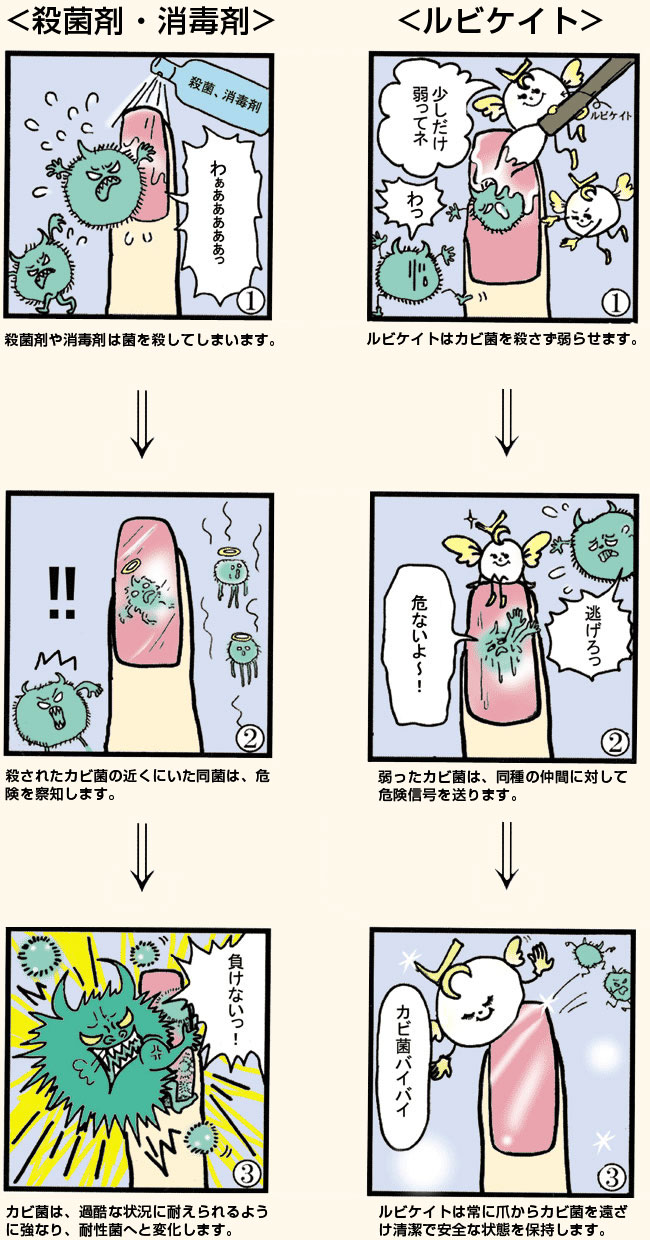 <殺菌剤・消毒剤>
殺菌、消毒剤
わぁぁぁぁぁぁっ
①
殺菌剤や消毒剤は菌を殺してしまいます。
⇓
!!
②
殺されたカビ菌の近くにいた同菌は、危
険を察知します。
⇓
負けないっ!
③
カビ菌は、過酷な状況に耐えられるよう
に強なり、耐性菌へと変化します。
<ルビケイト>
少しだけ
弱ってネ
ルビケイト
わっ
①
ルビケイトはカビ菌を殺さず弱らせます。
⇓
逃げろっ
危ないよ〜!
②
弱ったカビ菌は、同種の仲間に対して
危険信号を送ります。
⇓
カビ菌バイバイ
③
ルビケイトは常に爪からカビ菌を遠ざ
け清潔で安全な状態を保持します。